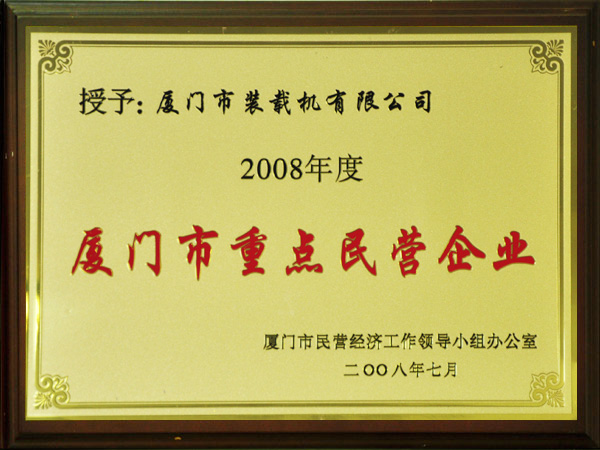 授予：厦门市装载机有限公司
2008年度
厦门市重点民营企业
厦门市民营经济工作领导小组办公室
二〇〇八年七月